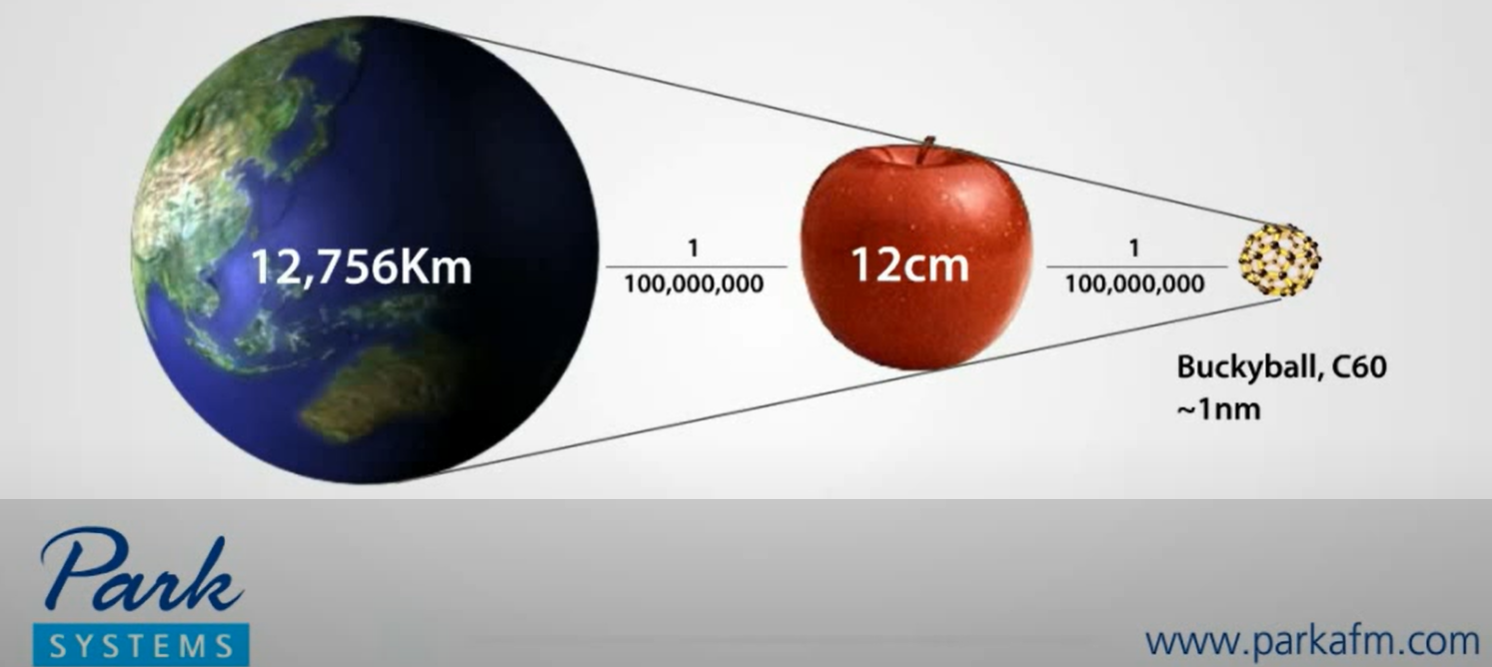 12,756Km
1
100,000,000
12cm
1
100,000,000
Buckyball, C60
~1nm
Park
SYSTEMS
www.parkafm.com